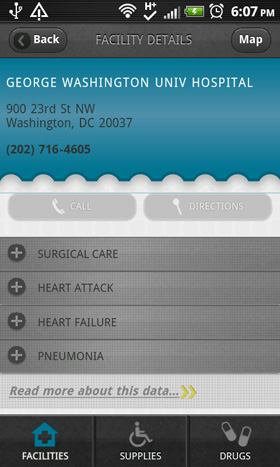 H+
6:07 PM
Back
FACILITY DETAILS
Map
GEORGE WASHINGTON UNIV HOSPITAL
900 23rd St NW
Washington, DC 20037
(202) 716-4605
CALL
DIRECTIONS
SURGICAL CARE
HEART ATTACK
HEART FAILURE
PNEUMONIA
Read more about this data...
FACILITIES
SUPPLIES
DRUGS